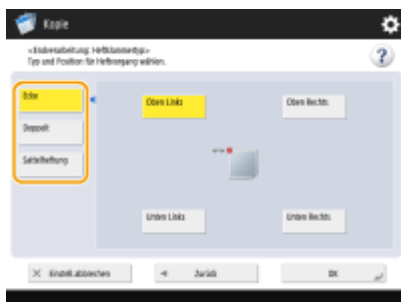 Kopie
<Endverarbeitung: Heftklammertyp>
Typ und Position für Heftvorgang wählen.
?
Ecke
Oben Links
Oben Rechts
Doppelt
Sattelheftung
Unten Links
Unten Rechts
Einstell. abbrechen
Zurück
OK